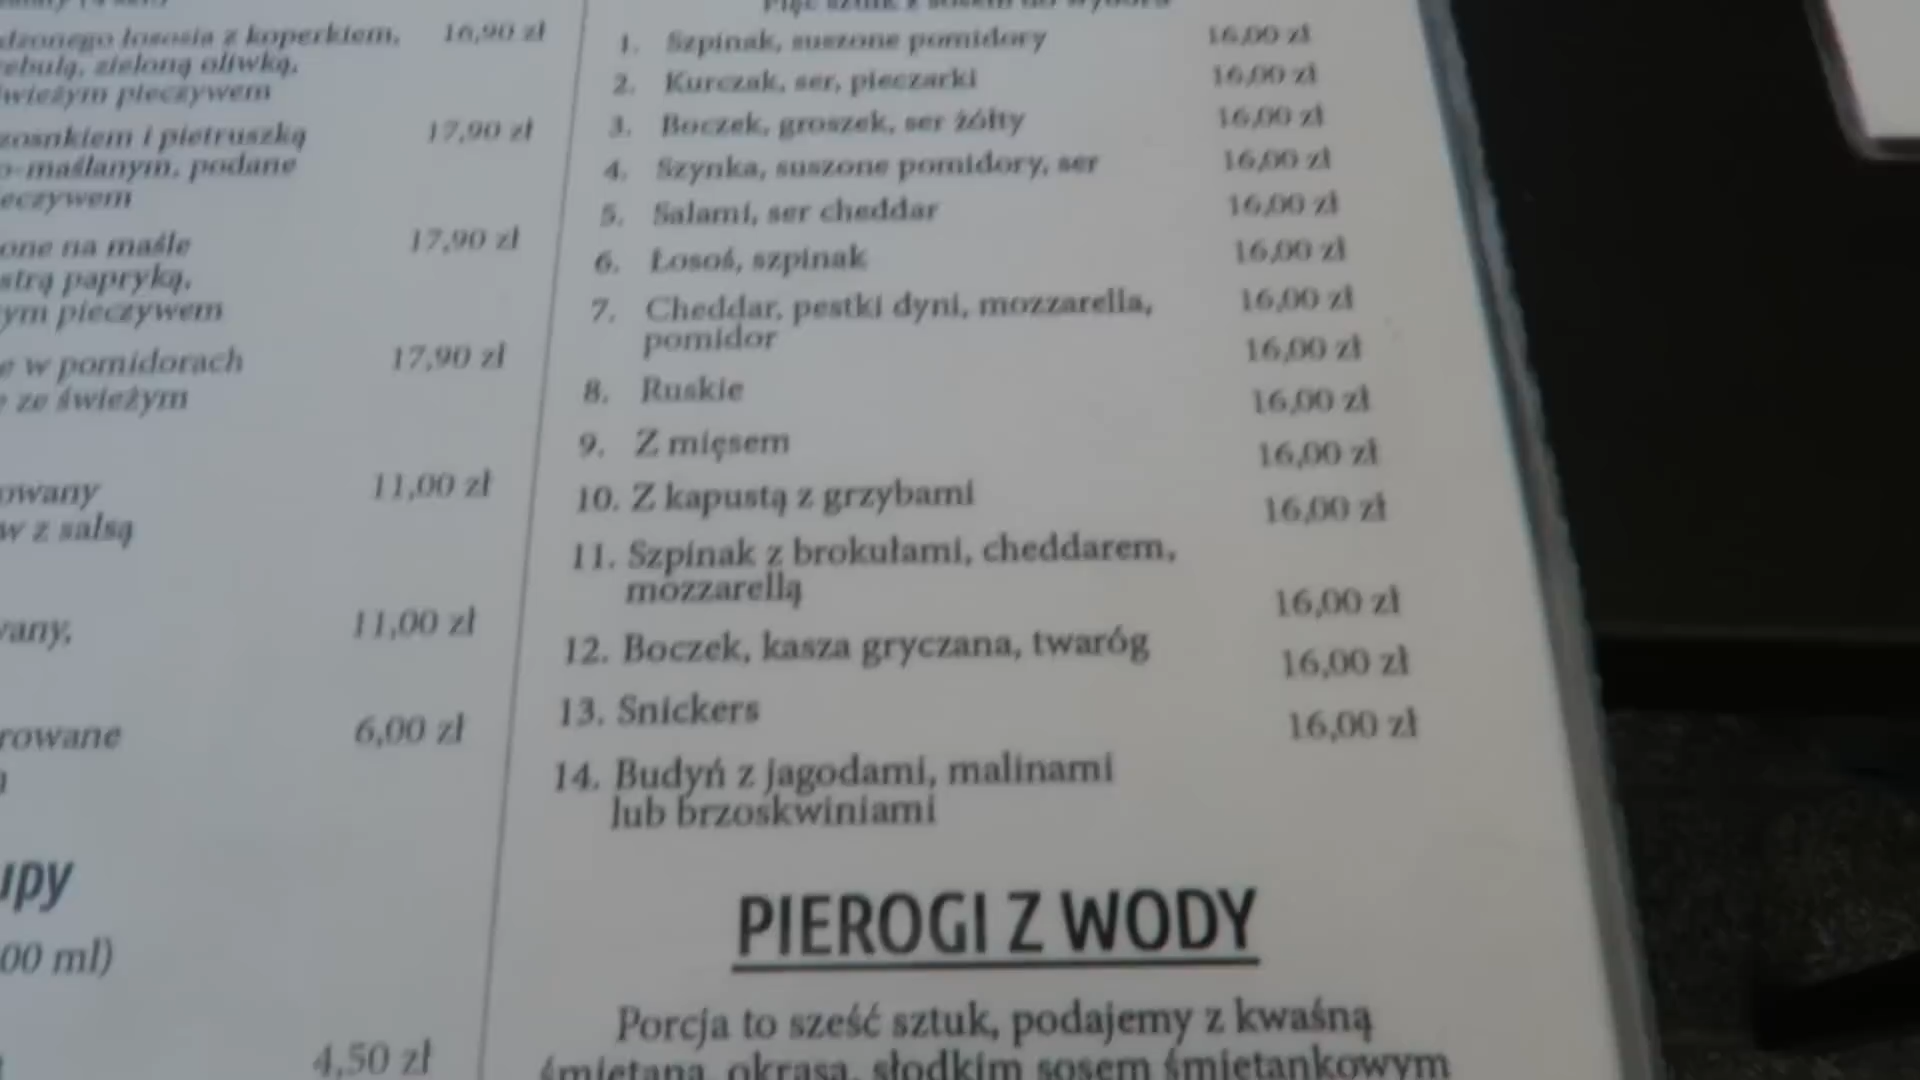 dzonego łososia z koperkiem, 16,90 zł
ebulą, zieloną oliwką,
wieżym pieczywem
zosnkiem i pietruszką 17,90 zł
o-maślanym, podane
eczywem
one na maśle 17,90 zł
strą papryką,
ym pieczywem
e w pomidorach 17,90 zł
ze świeżym
owany 11,00 zł
w z salsą
vany, 11,00 zł
rowane 6,00 zł
upy
00 ml)
4,50 zł
Pięć sztuk z sosem do wyboru
1. Szpinak, suszone pomidory 16,00 zł
2. Kurczak, ser, pieczarki 16,00 zł
3. Boczek, groszek, ser żółty 16,00 zł
4. Szynka, suszone pomidory, ser 16,00 zł
5. Salami, ser cheddar 16,00 zł
6. Łosoś, szpinak 16,00 zł
7. Cheddar, pestki dyni, mozzarella, 16,00 zł
pomidor 16,00 zł
8. Ruskie 16,00 zł
9. Z mięsem 16,00 zł
10. Z kapustą z grzybami 16,00 zł
11. Szpinak z brokułami, cheddarem,
mozzarellą 16,00 zł
12. Boczek, kasza gryczana, twaróg 16,00 zł
13. Snickers 16,00 zł
14. Budyń z jagodami, malinami
lub brzoskwiniami
PIEROGI Z WODY
Porcja to sześć sztuk, podajemy z kwaśną
śmietaną, okrasą, słodkim sosem śmietankowym